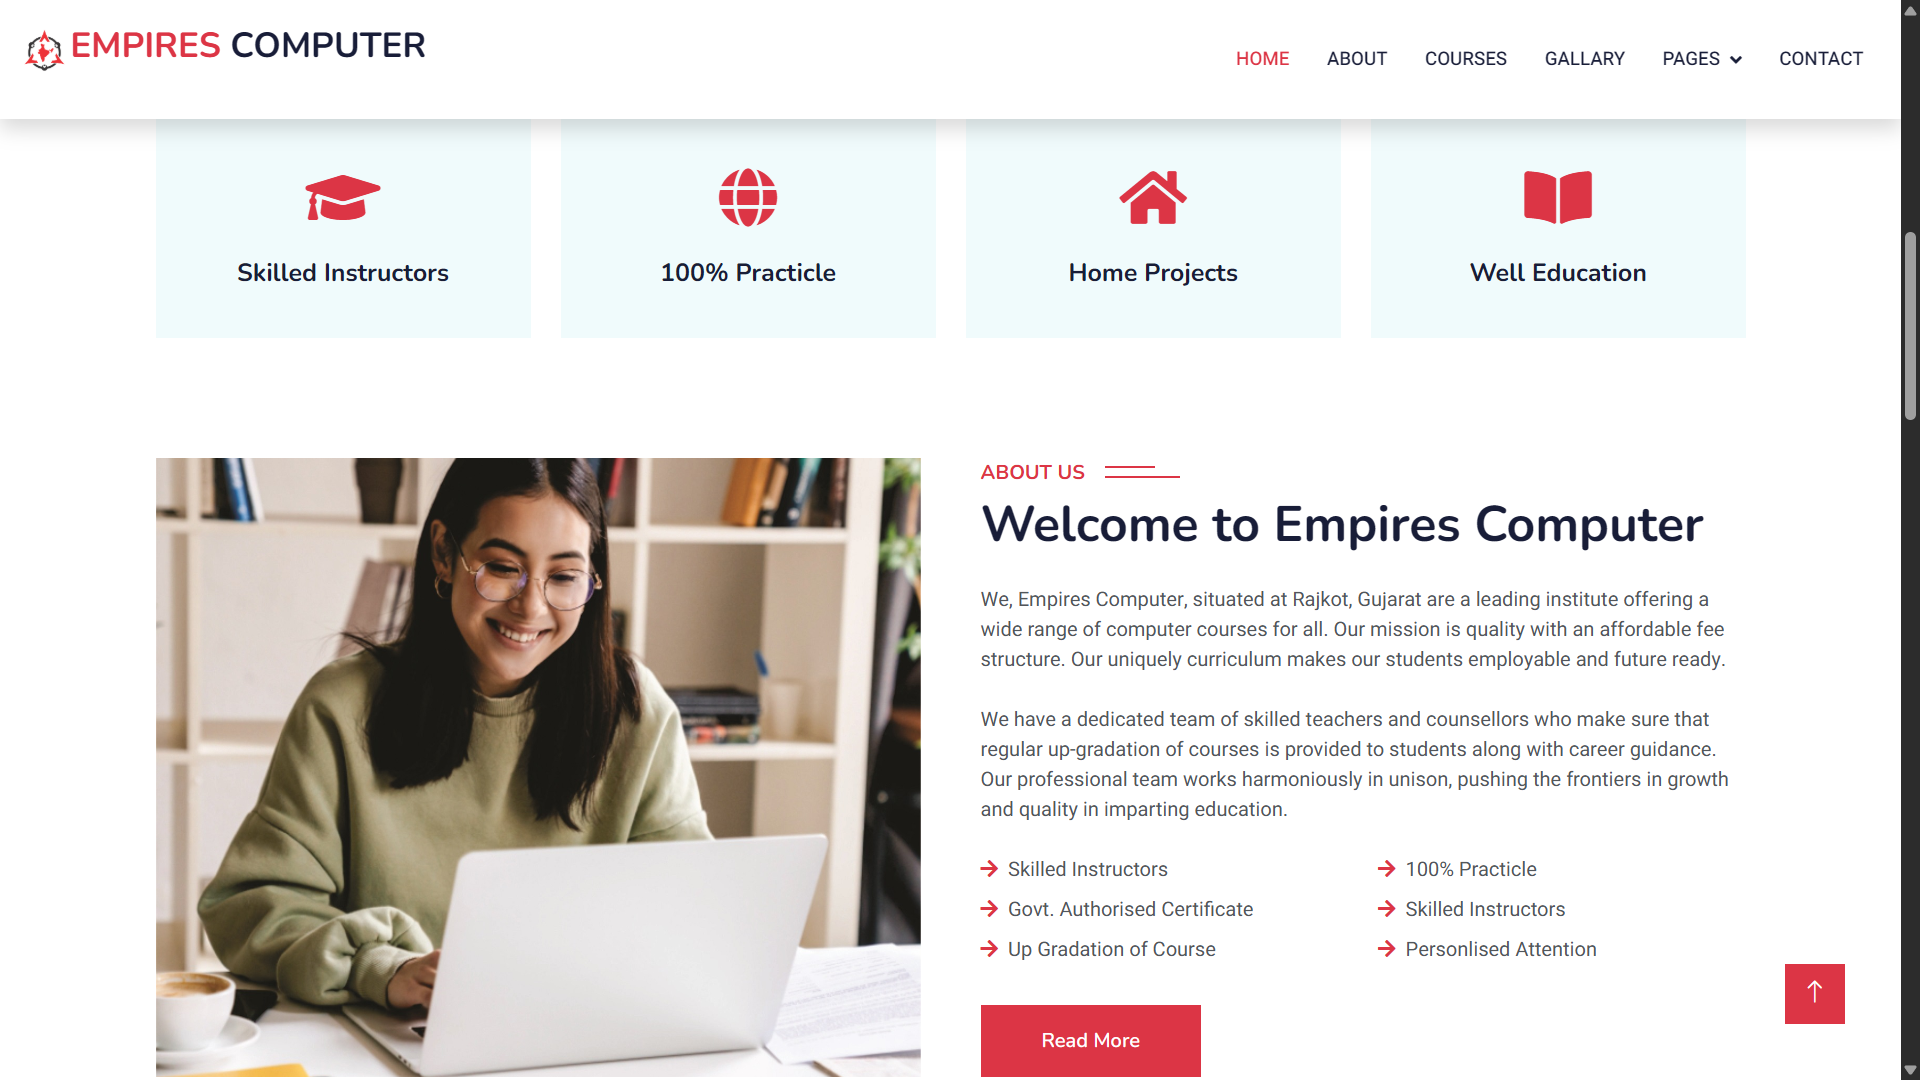 EMPIRES COMPUTER
HOME ABOUT COURSES GALLARY PAGES CONTACT
Skilled Instructors
100% Practicle
Home Projects
Well Education
ABOUT US
Welcome to Empires Computer
We, Empires Computer, situated at Rajkot, Gujarat are a leading institute offering a
wide range of computer courses for all. Our mission is quality with an affordable fee
structure. Our uniquely curriculum makes our students employable and future ready.
We have a dedicated team of skilled teachers and counsellors who make sure that
regular up-gradation of courses is provided to students along with career guidance.
Our professional team works harmoniously in unison, pushing the frontiers in growth
and quality in imparting education.
Skilled Instructors
100% Practicle
Govt. Authorised Certificate
Skilled Instructors
Up Gradation of Course
Personlised Attention
Read More